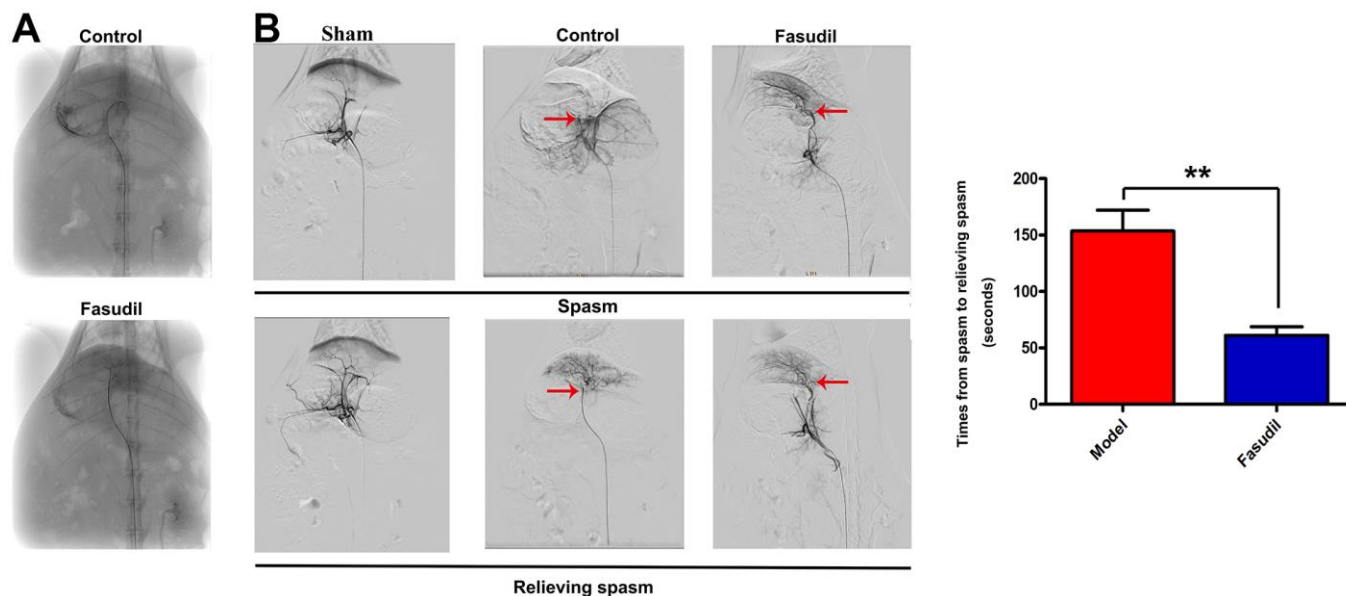 A
Control
Fasudil
B
Sham
Control
Fasudil
Spasm
Relieving spasm
Times from spasm to relieving spasm
(seconds)
200
150
100
50
0
**
Model
Fasudil